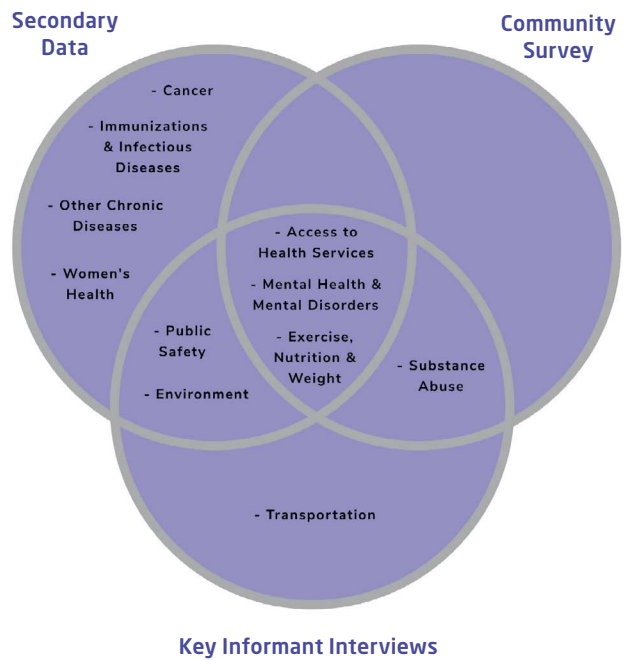 Secondary
Data
Community
Survey
- Cancer
- Immunizations
& Infectious
Diseases
- Other Chronic
Diseases
- Women's
Health
- Access to
Health Services
- Mental Health &
Mental Disorders
- Exercise,
Nutrition &
Weight
- Public
Safety
- Environment
- Substance
Abuse
- Transportation
Key Informant Interviews